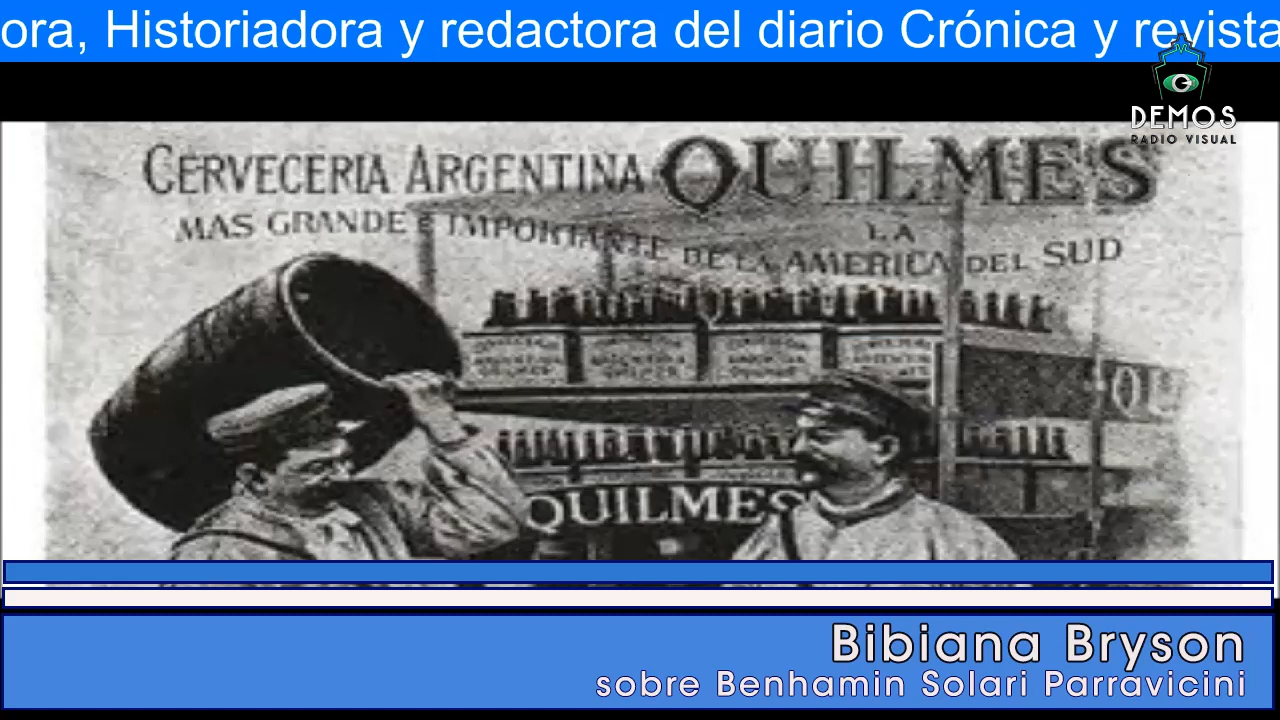 ora, Historiadora y redactora del diario Crónica y revista
DEMOS
RADIO VISUAL
CERVECERIA ARGENTINA QUILMES
LA
MAS GRANDE e IMPORTANTE DE LA AMERICA DEL SUD
QU
QUILMES
Bibiana Bryson
sobre Benhamin Solari Parravicini